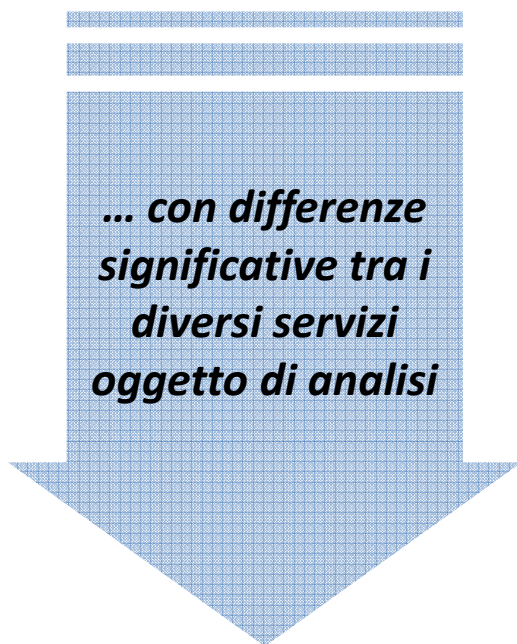 ... con differenze
significative tra i
diversi servizi
oggetto di analisi